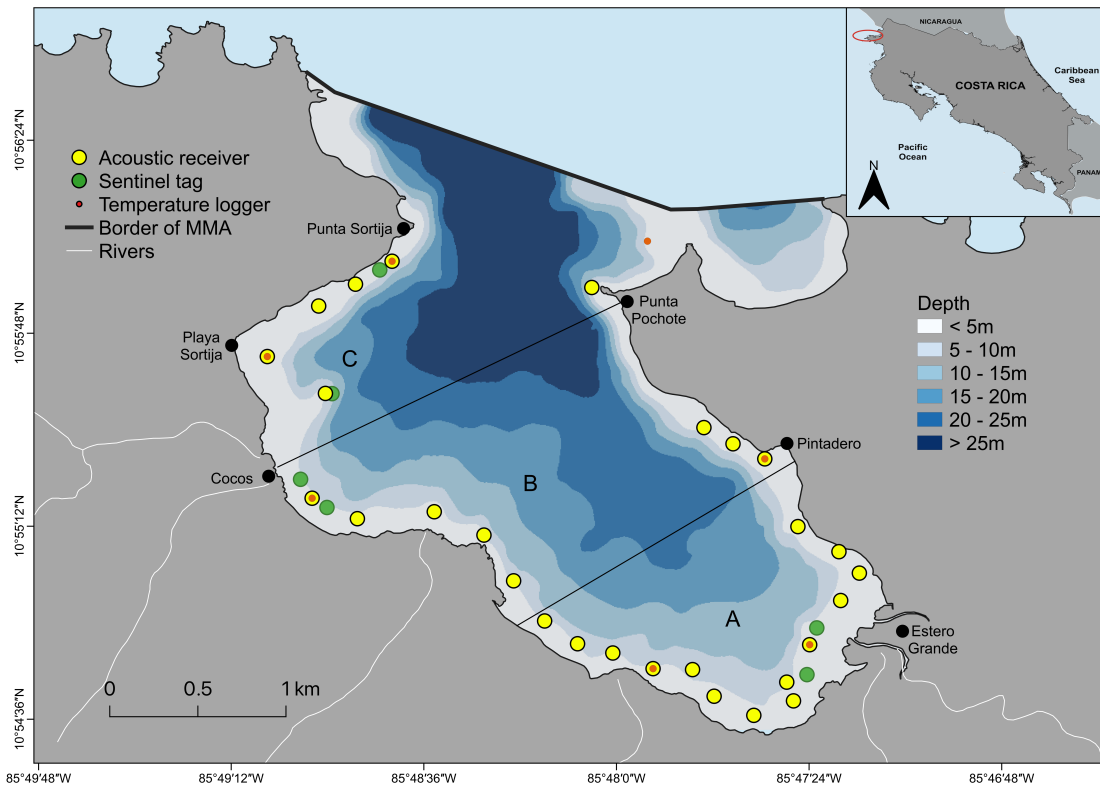 NICARAGUA
Caribbean
Sea
COSTA RICA
Pacific
Ocean
N
10°56'24"N
Acoustic receiver
Sentinel tag
Temperature logger
Border of MMA
Rivers
Punta Sortija
Punta
Pochote
10°55'48"N
Playa
Sortija
C
Depth
< 5m
5 - 10m
10 - 15m
15 - 20m
20 - 25m
> 25m
Pintadero
Cocos
B
10°55'12"N
A
Estero
Grande
0 0.5 1 km
10°54'36"N
85°49'48"W 85°49'12"W 85°48'36"W 85°48'0"W 85°47'24"W 85°46'48"W
PANAM